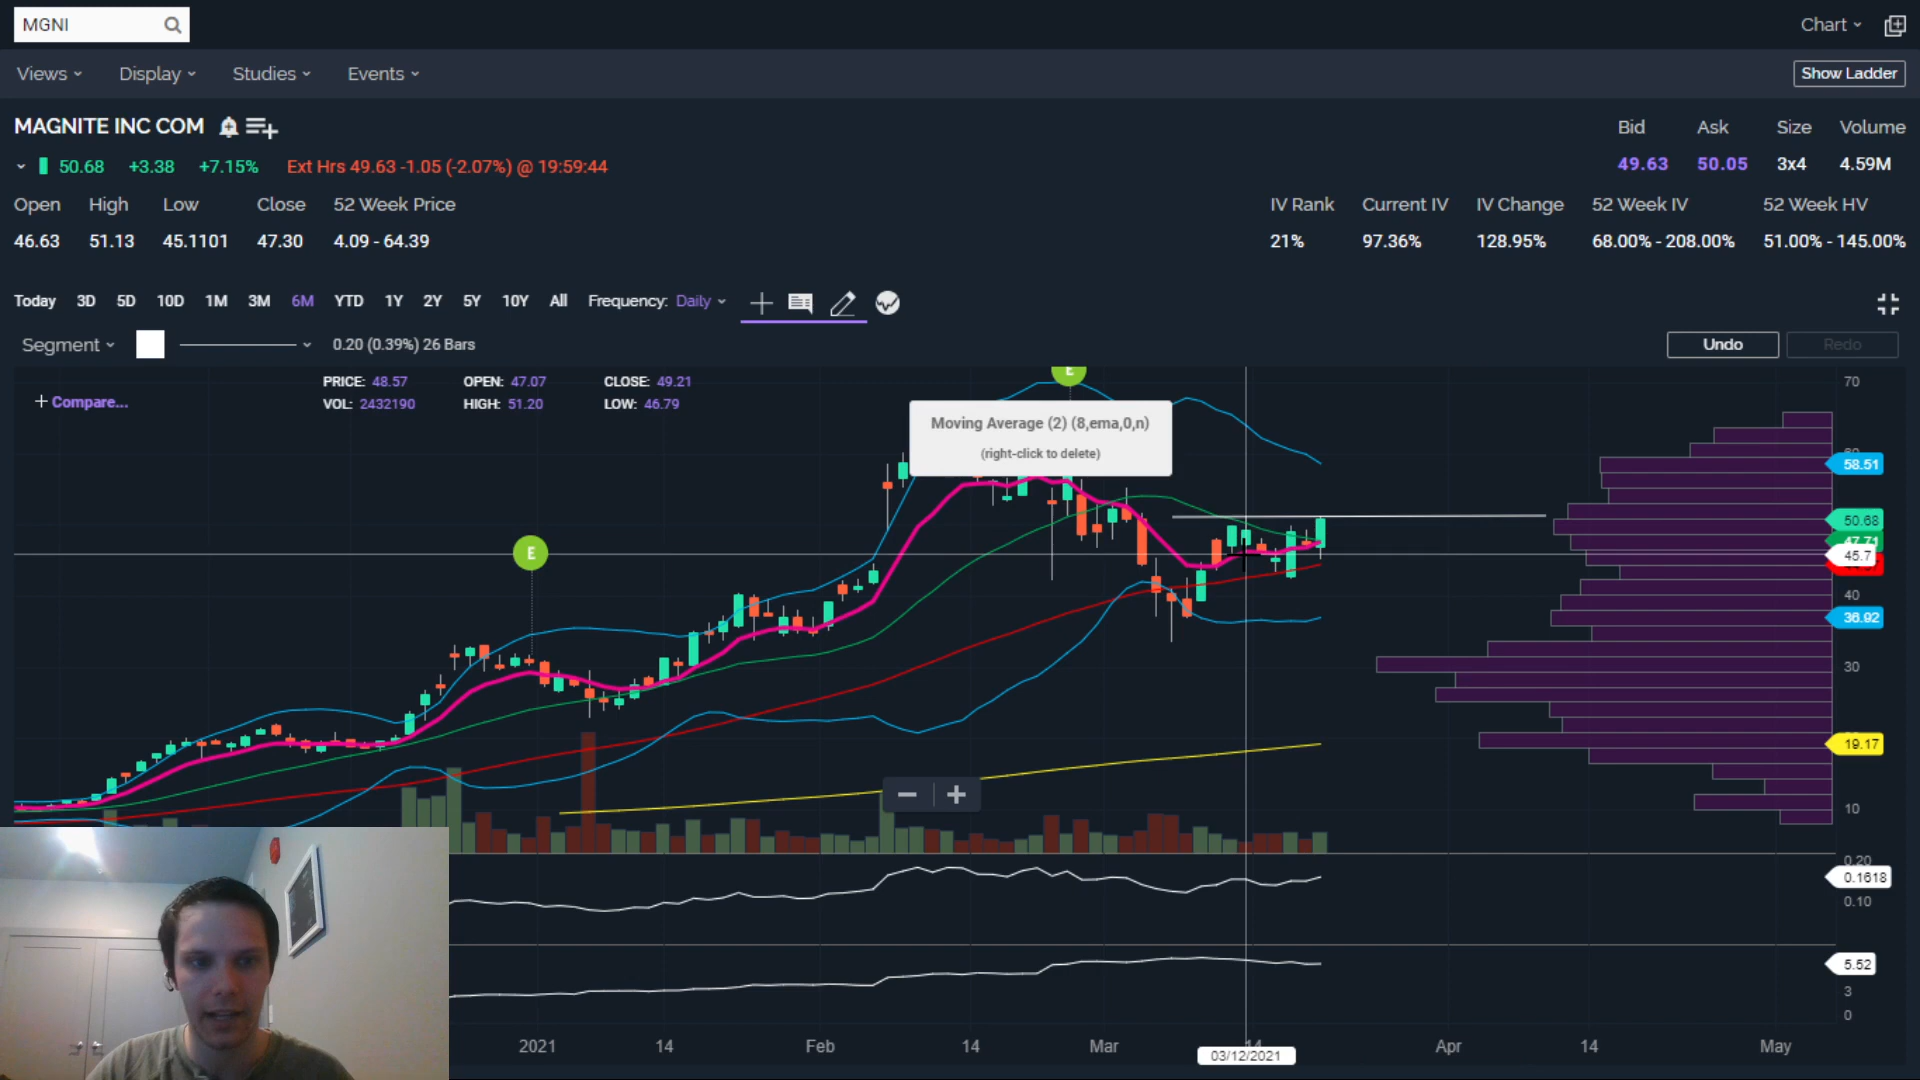 MGNI
Chart
Views Display Studies Events
Show Ladder
MAGNITE INC COM
Bid Ask Size Volume
50.68 +3.38 +7.15% Ext Hrs 49.63 -1.05 (-2.07%) @ 19:59:44
49.63 50.05 3x4 4.59M
Open High Low Close 52 Week Price
IV Rank Current IV IV Change 52 Week IV 52 Week HV
46.63 51.13 45.1101 47.30 4.09 - 64.39
21% 97.36% 128.95% 68.00% - 208.00% 51.00% - 145.00%
Today 3D 5D 10D 1M 3M 6M YTD 1Y 2Y 5Y 10Y All Frequency: Daily
Segment 0.20 (0.39%) 26 Bars
Undo Redo
+ Compare...
PRICE: 48.57 OPEN: 47.07 CLOSE: 49.21
VOL: 2432190 HIGH: 51.20 LOW: 46.79
E
E
Moving Average (2) (8,ema,0,n)
(right-click to delete)
70
58.51
50.68
47.71
45.7
40
36.92
30
19.17
10
0.20
0.1618
0.10
5.52
3
0
2021 14 Feb 14 Mar 14 Apr 14 May
03/12/2021